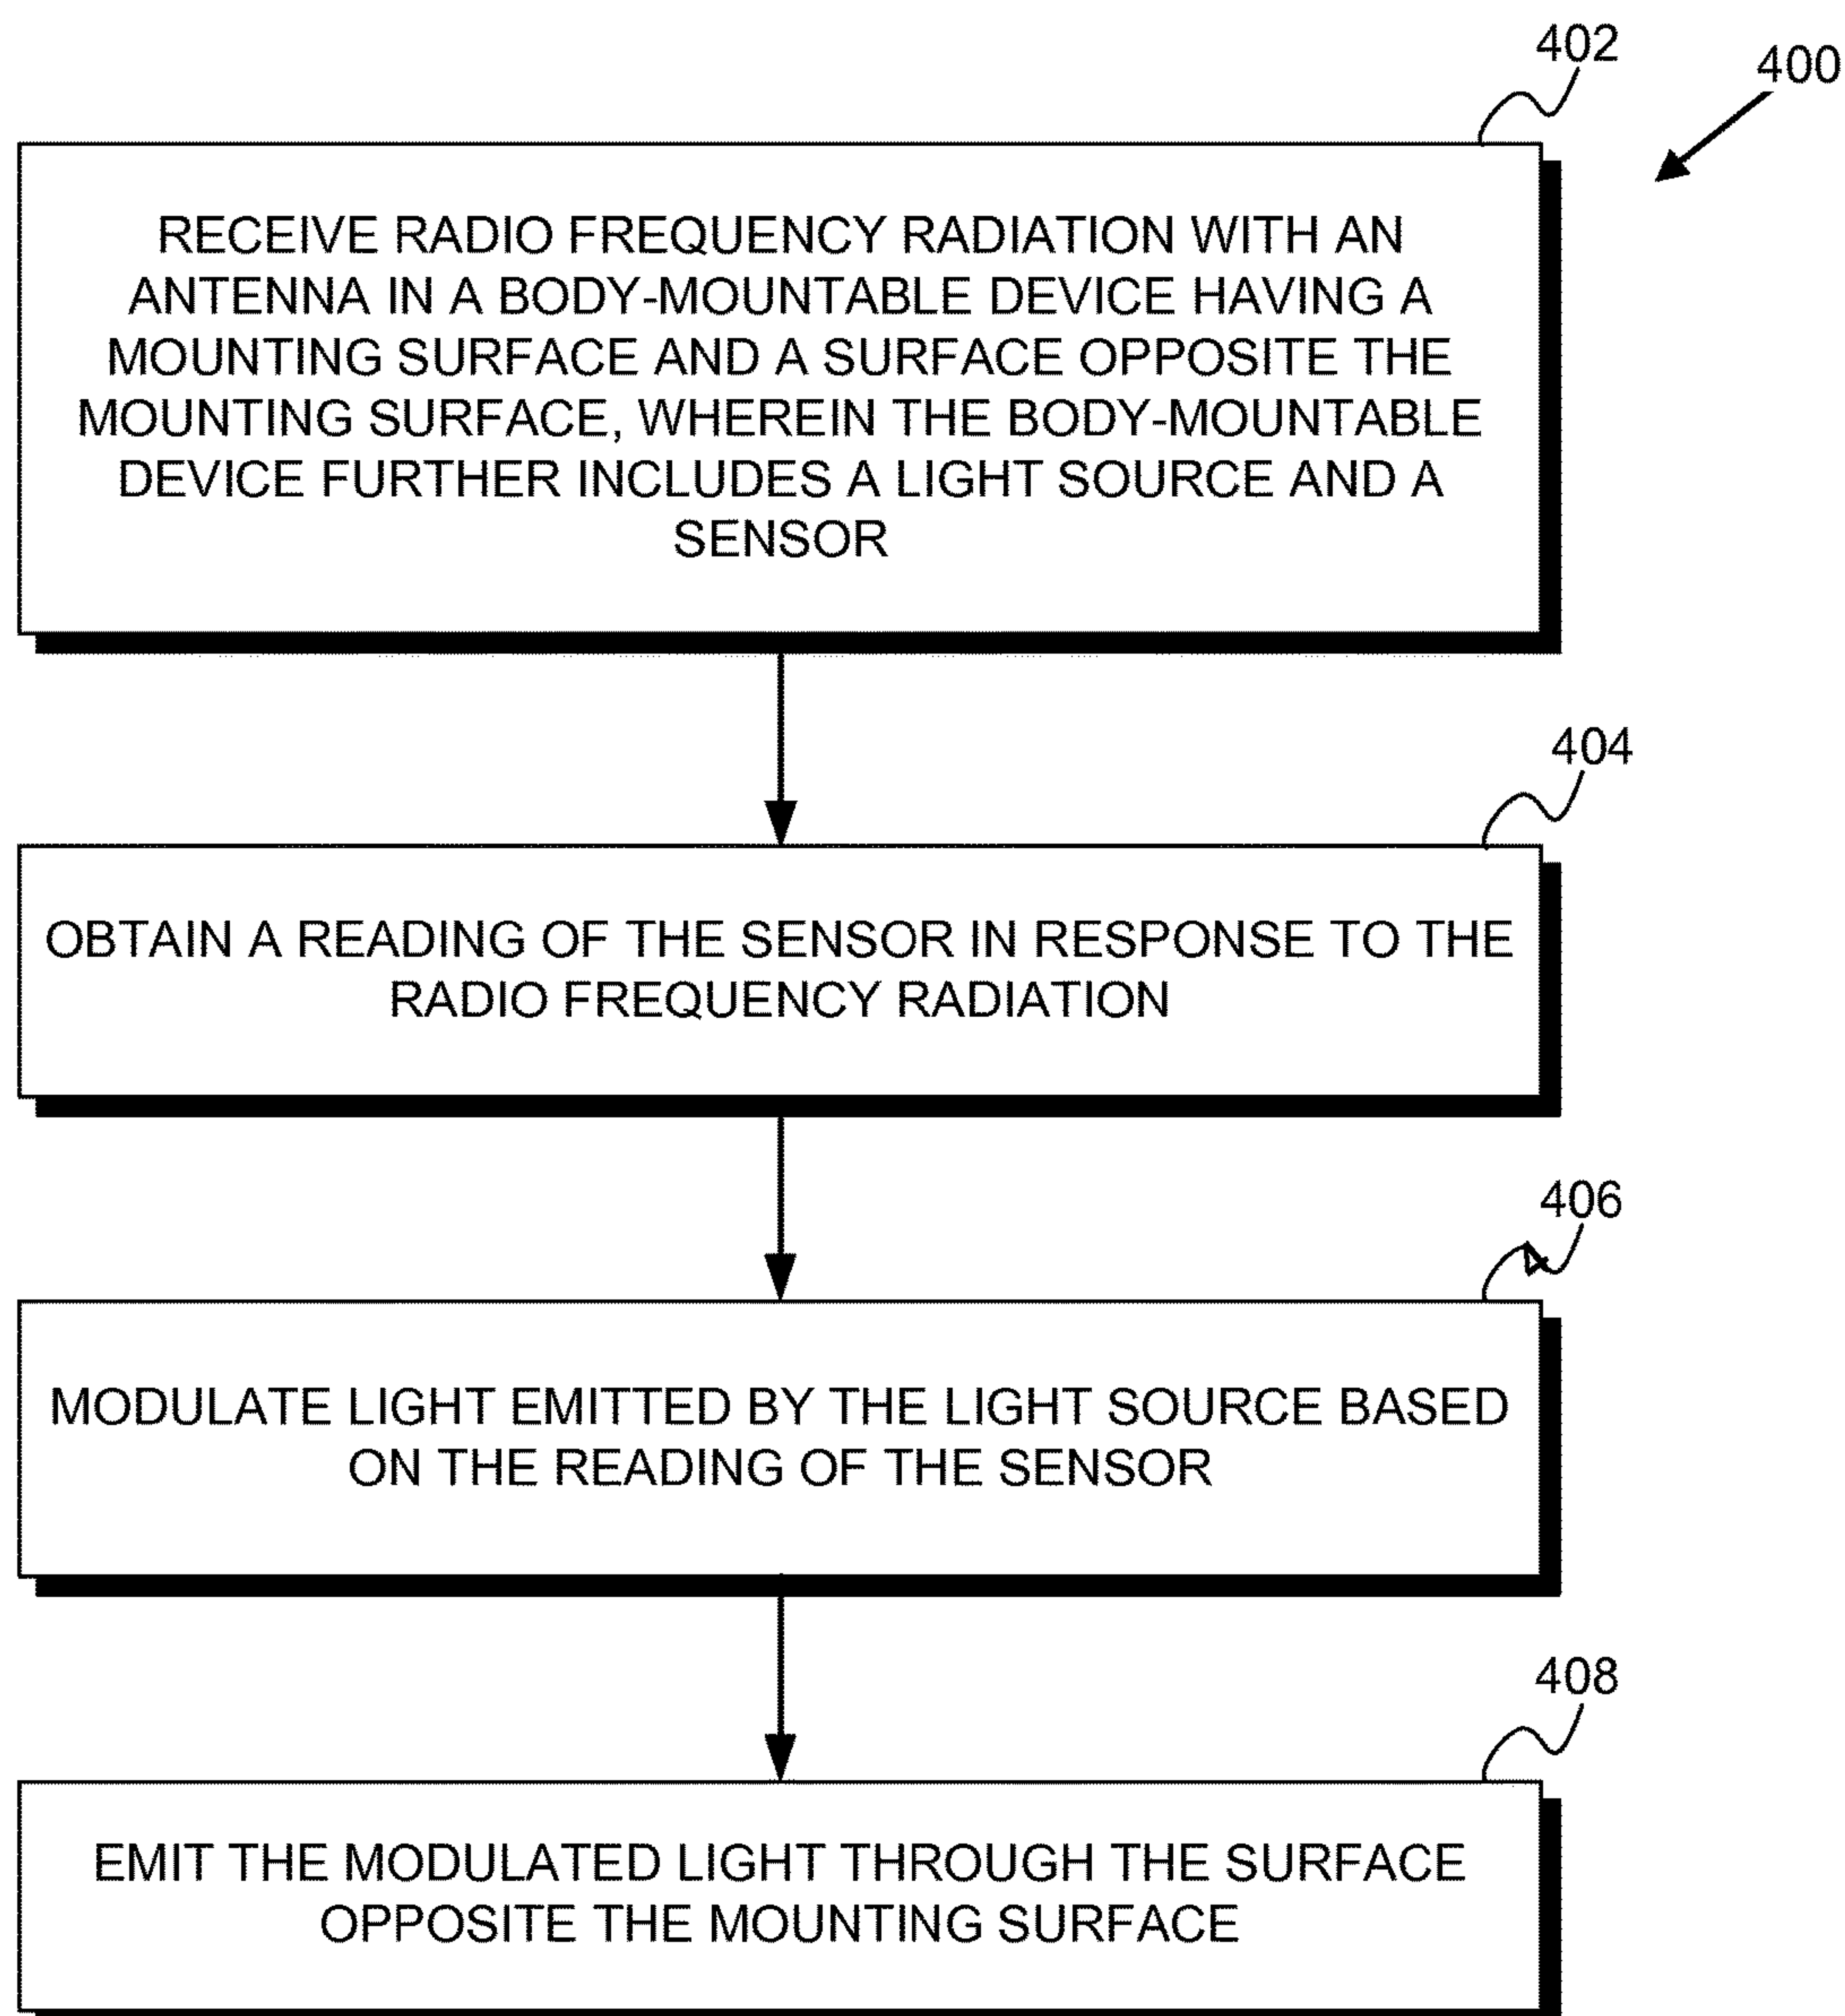 402
400
RECEIVE RADIO FREQUENCY RADIATION WITH AN
ANTENNA IN A BODY-MOUNTABLE DEVICE HAVING A
MOUNTING SURFACE AND A SURFACE OPPOSITE THE
MOUNTING SURFACE, WHEREIN THE BODY-MOUNTABLE
DEVICE FURTHER INCLUDES A LIGHT SOURCE AND A
SENSOR
404
OBTAIN A READING OF THE SENSOR IN RESPONSE TO THE
RADIO FREQUENCY RADIATION
406
MODULATE LIGHT EMITTED BY THE LIGHT SOURCE BASED
ON THE READING OF THE SENSOR
408
EMIT THE MODULATED LIGHT THROUGH THE SURFACE
OPPOSITE THE MOUNTING SURFACE